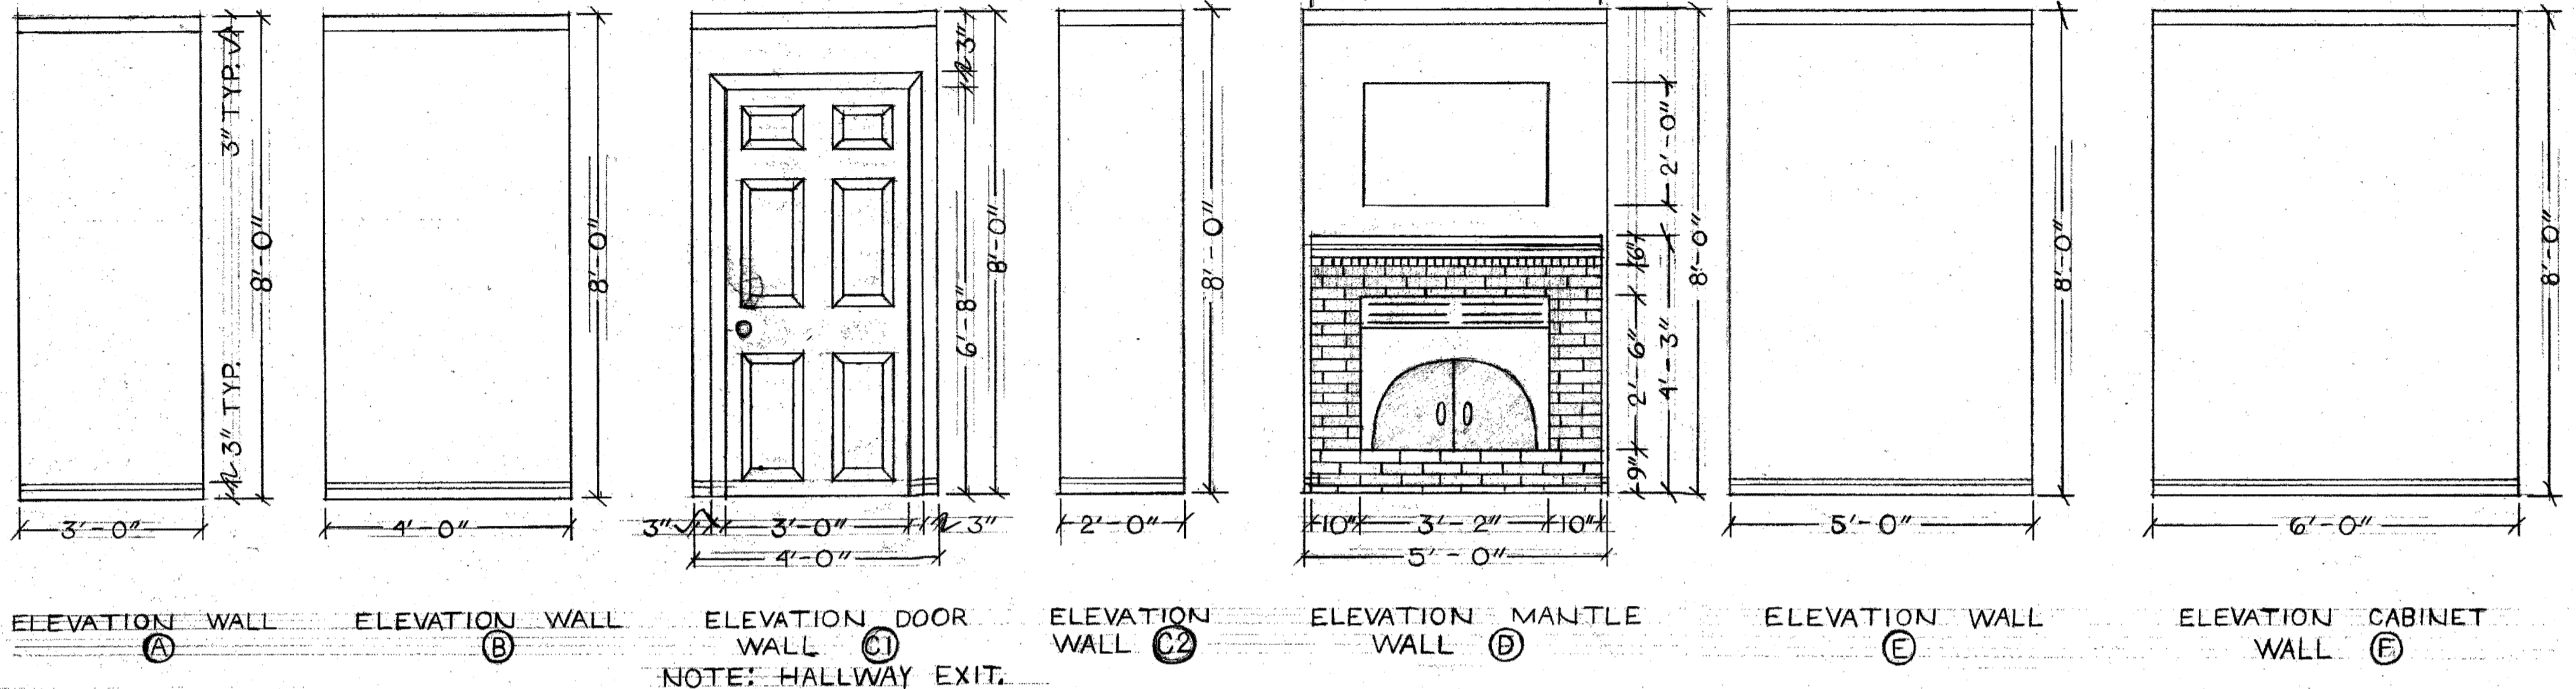 3" TYP.
3" TYP.
8'-0"
3'-0"
ELEVATION WALL
A
8'-0"
4'-0"
ELEVATION WALL
B
3"
6'-8"
8'-0"
3"
3'-0"
3"
4'-0"
ELEVATION DOOR
WALL C1
NOTE: HALLWAY EXIT.
8'-0"
2'-0"
ELEVATION
WALL C2
2'-0"
6"
2'-6"
4'-3"
9"
8'-0"
10"
3'-2"
10"
5'-0"
ELEVATION MANTLE
WALL D
8'-0"
5'-0"
ELEVATION WALL
E
8'-0"
6'-0"
ELEVATION CABINET
WALL F